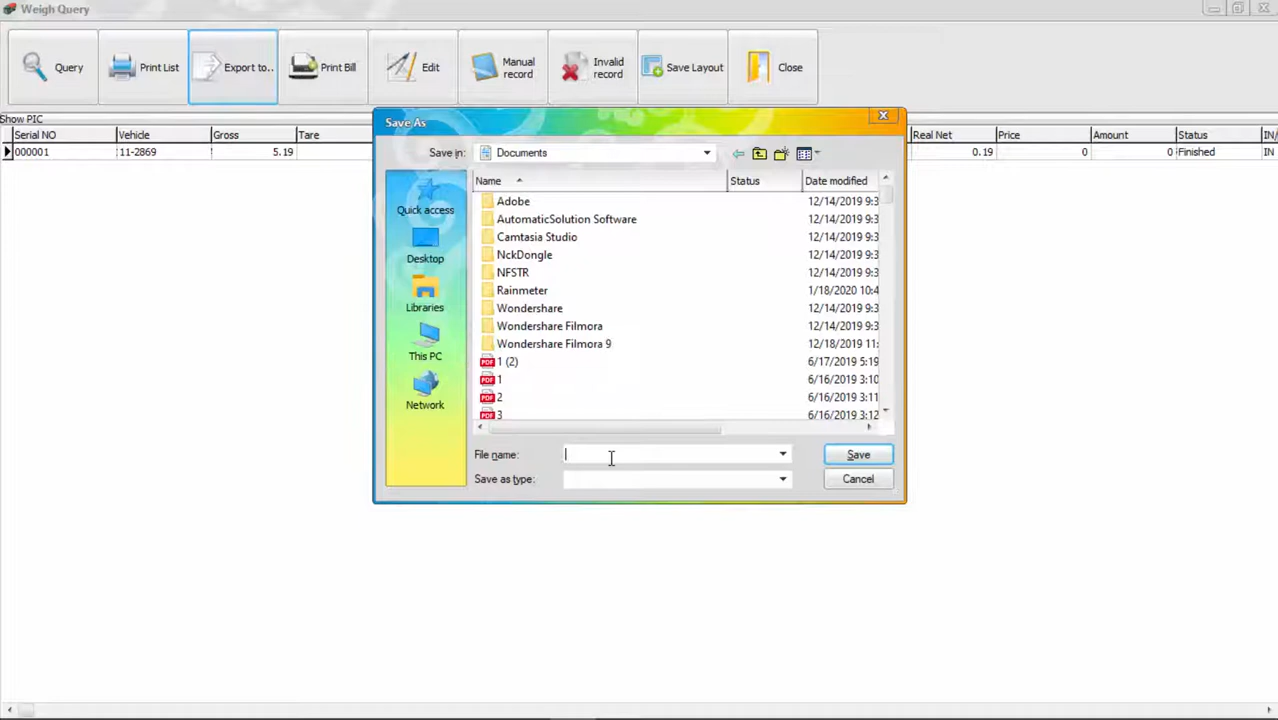 Weigh Query
Query
Print List
Export to..
Print Bill
Edit
Manual record
Invalid record
Save Layout
Close
Show PIC
Serial NO Vehide Gross Tare Real Net Price Amount Status IN/
000001 11-2869 5.19 0.19 0 0 Finished IN
Save As
Save in: Documents
Quick access
Desktop
Libraries
This PC
Network
Name Status Date modified
Adobe 12/14/2019 9:3
AutomaticSolution Software 12/14/2019 9:3
Camtasia Studio 12/14/2019 9:3
NckDongle 12/14/2019 9:3
NFSTR 12/14/2019 9:3
Rainmeter 1/18/2020 10:4
Wondershare 12/14/2019 9:3
Wondershare Filmora 12/14/2019 9:3
Wondershare Filmora 9 12/18/2019 11:
PDF 1 (2) 6/17/2019 5:19
PDF 1 6/16/2019 3:10
PDF 2 6/16/2019 3:11
PDF 3 6/16/2019 3:12
File name: Save
Save as type: Cancel